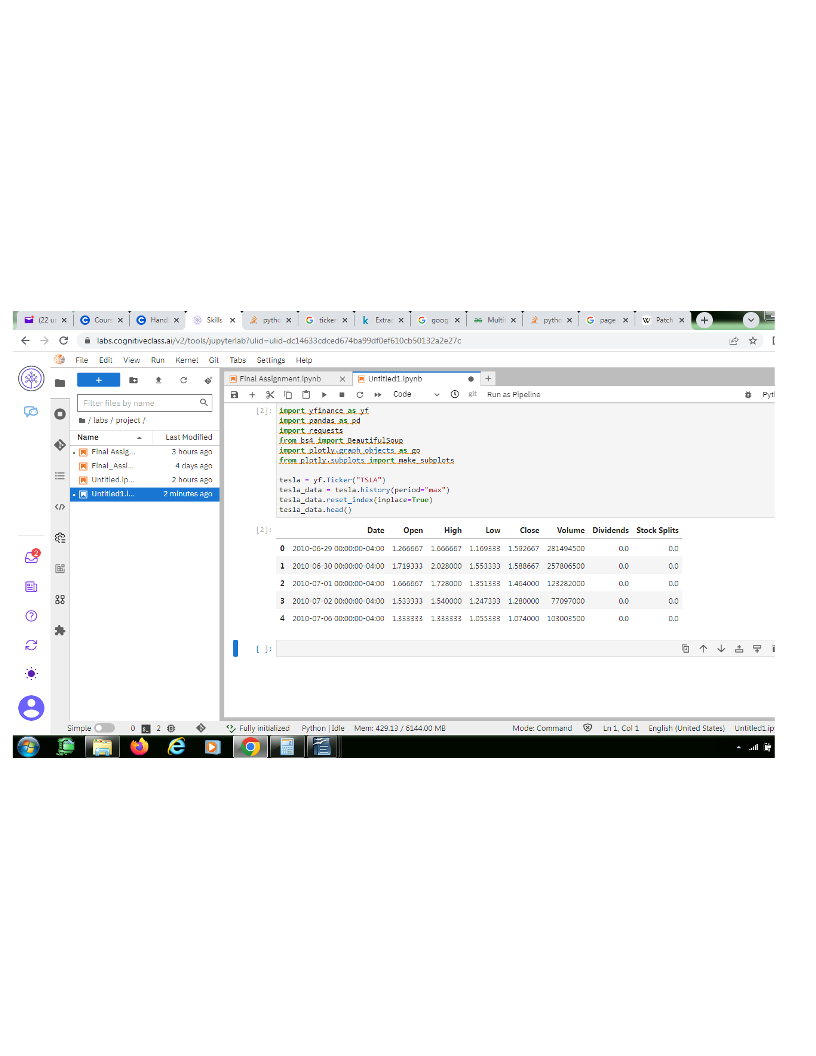 (22 u Cours Hand Skills pytho ticker Extra goog Multi pytho page Patch
labs.cognitiveclass.ai/v2/tools/jupyterlab?ulid=ulid-dc14633cdced674ba99df0ef610cb50132a2e27c
File Edit View Run Kernel Git Tabs Settings Help
Final Assignment.ipynb Untitled1.ipynb
Code git Run as Pipeline Pyt
Filter files by name
/ labs / project /
Name Last Modified
Final Assig... 3 hours ago
Final_Assi... 4 days ago
Untitled.ip... 2 hours ago
Untitled1.i... 2 minutes ago
[2]: import yfinance as yf
import pandas as pd
import requests
from bs4 import BeautifulSoup
import plotly.graph_objects as go
from plotly.subplots import make_subplots
tesla = yf.Ticker("TSLA")
tesla_data = tesla.history(period="max")
tesla_data.reset_index(inplace=True)
tesla_data.head()
[2]: Date Open High Low Close Volume Dividends Stock Splits
0 2010-06-29 00:00:00-04:00 1.266667 1.666667 1.169333 1.592667 281494500 0.0 0.0
1 2010-06-30 00:00:00-04:00 1.719333 2.028000 1.553333 1.588667 257806500 0.0 0.0
2 2010-07-01 00:00:00-04:00 1.666667 1.728000 1.351333 1.464000 123282000 0.0 0.0
3 2010-07-02 00:00:00-04:00 1.533333 1.540000 1.247333 1.280000 77097000 0.0 0.0
4 2010-07-06 00:00:00-04:00 1.333333 1.333333 1.055333 1.074000 103003500 0.0 0.0
[ ]:
2
Simple 0 2 Fully initialized Python | Idle Mem: 429.13 / 6144.00 MB Mode: Command Ln 1, Col 1 English (United States) Untitled1.ip